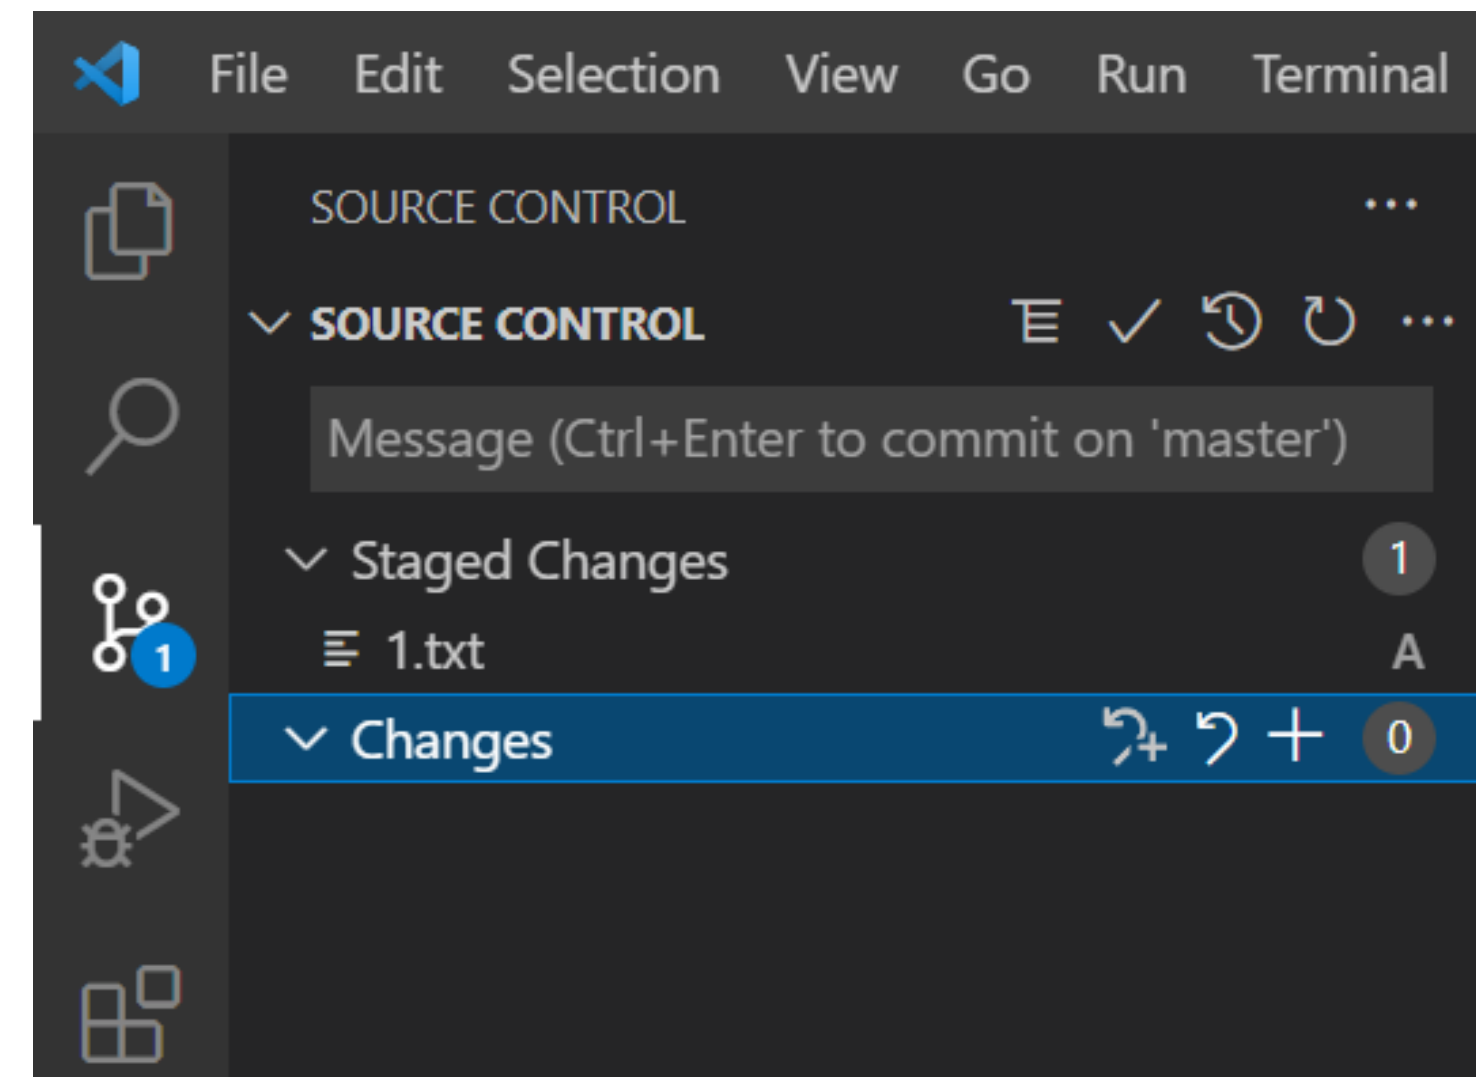 File Edit Selection View Go Run Terminal
SOURCE CONTROL
SOURCE CONTROL
Message (Ctrl+Enter to commit on 'master')
Staged Changes 1
1.txt A
1
Changes 0